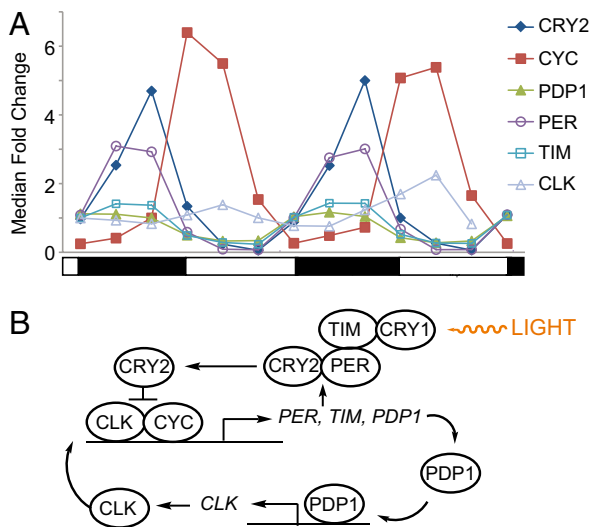 A
Median Fold Change
6
4
2
0
CRY2
CYC
PDP1
PER
TIM
CLK
B
TIM
CRY1
LIGHT
CRY2
CRY2
PER
CLK
CYC
PER, TIM, PDP1
PDP1
CLK
CLK
PDP1